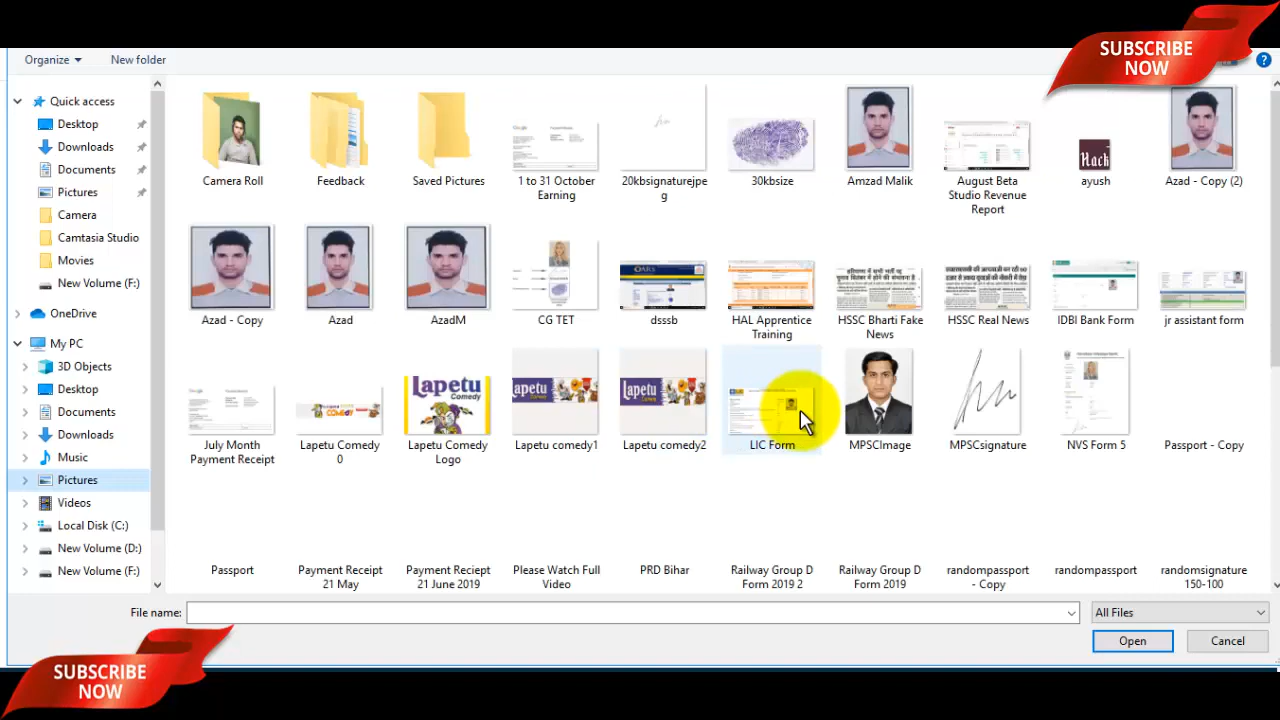 SUBSCRIBE
NOW
Organize
New folder
Quick access
Desktop
Downloads
Documents
Pictures
Camera
Camtasia Studio
Movies
New Volume (F:)
OneDrive
My PC
3D Objects
Desktop
Documents
Downloads
Music
Pictures
Videos
Local Disk (C:)
New Volume (D:)
New Volume (F:)
Camera Roll
Feedback
Saved Pictures
1 to 31 October
Earning
20kbsignaturejpe
g
30kbsize
Amzad Malik
August Beta
Studio Revenue
Report
Hack
ayush
Azad - Copy (2)
Azad - Copy
Azad
AzadM
CG TET
OARS
dsssb
HAL Apprentice
Training
HSSC Bharti Fake
News
HSSC Real News
IDBI Bank Form
jr assistant form
July Month
Payment Receipt
Lapetu Comedy
0
Lapetu
Comedy
Lapetu Comedy
Logo
Lapetu
Lapetu comedy1
Lapetu
Lapetu comedy2
LIC Form
MPSCImage
MPSCsignature
NVS Form 5
Passport - Copy
Passport
Payment Receipt
21 May
Payment Reciept
21 June 2019
Please Watch Full
Video
PRD Bihar
Railway Group D
Form 2019 2
Railway Group D
Form 2019
randompassport
- Copy
randompassport
randomsignature
150-100
File name:
All Files
Open
Cancel
SUBSCRIBE
NOW